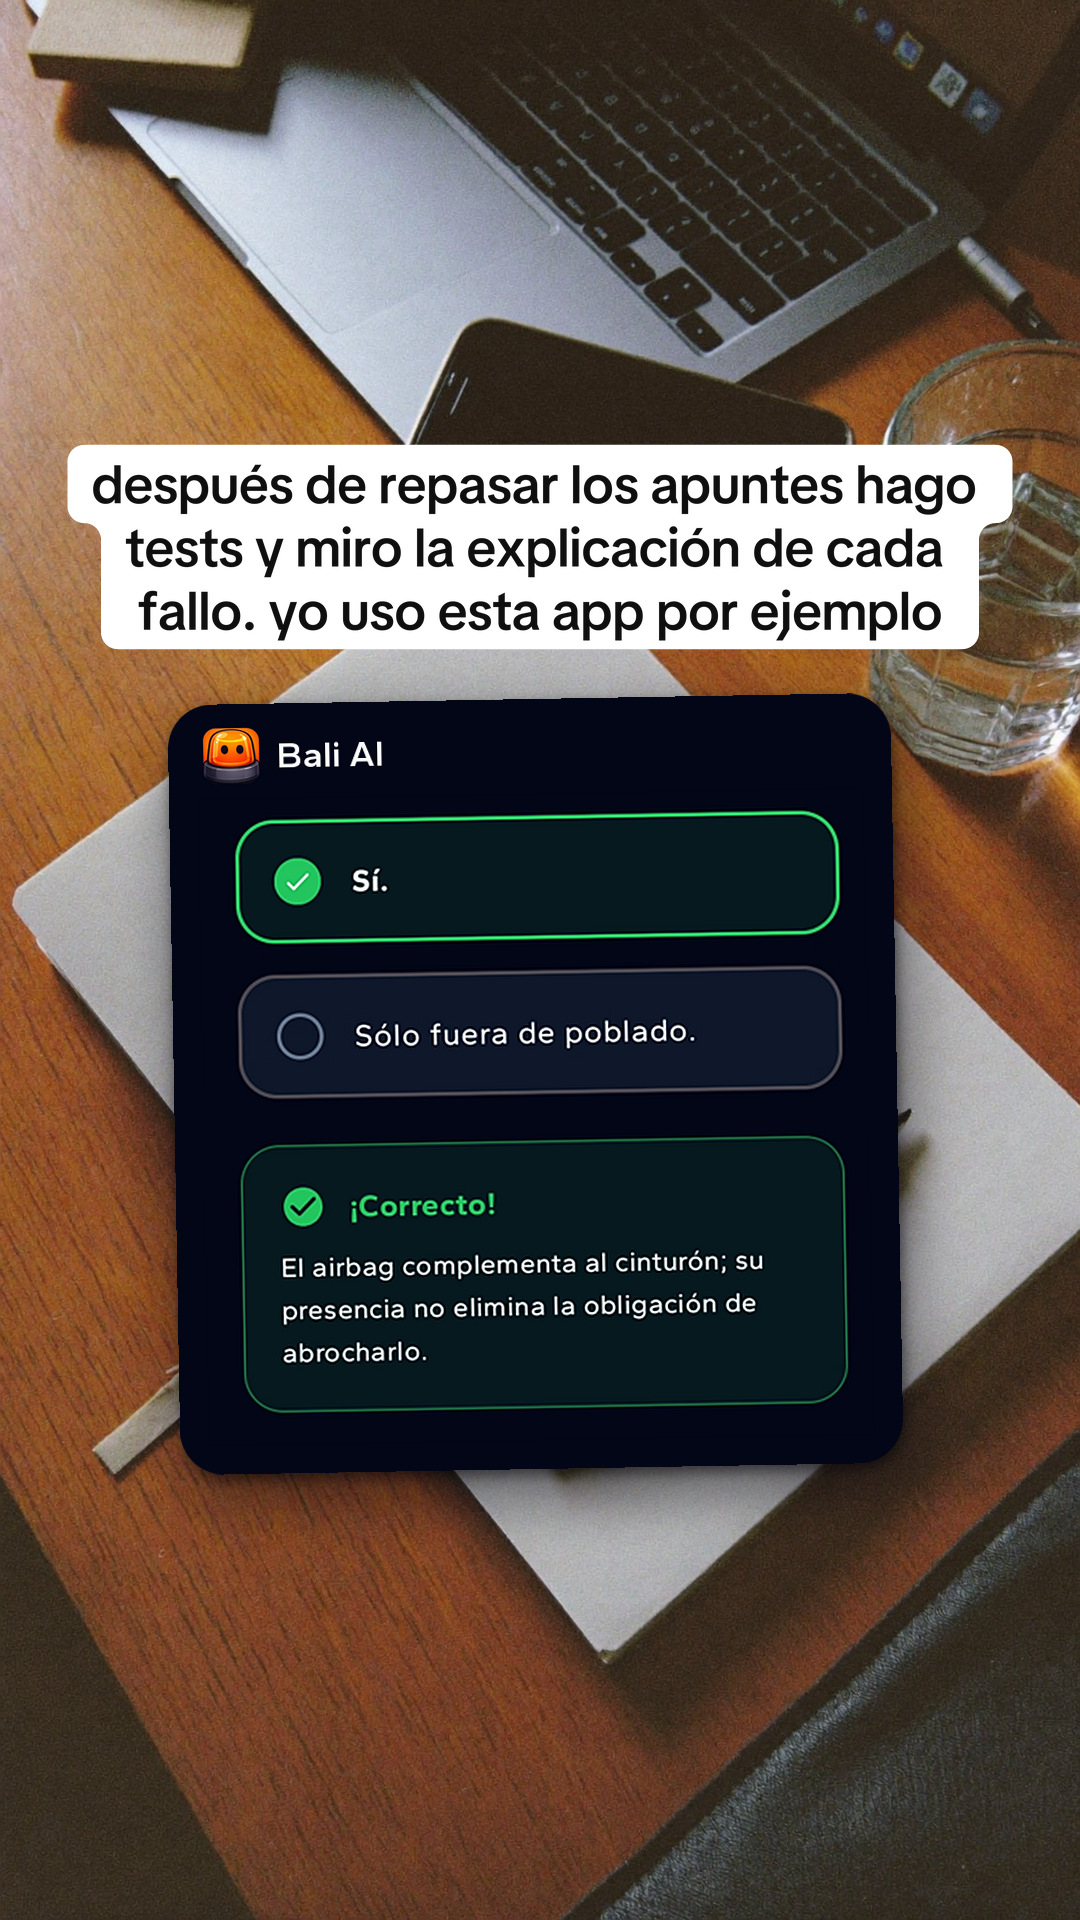 después de repasar los apuntes hago
tests y miro la explicación de cada
fallo. yo uso esta app por ejemplo
Bali AI
Sí.
Sólo fuera de poblado.
¡Correcto!
El airbag complementa al cinturón; su
presencia no elimina la obligación de
abrocharlo.